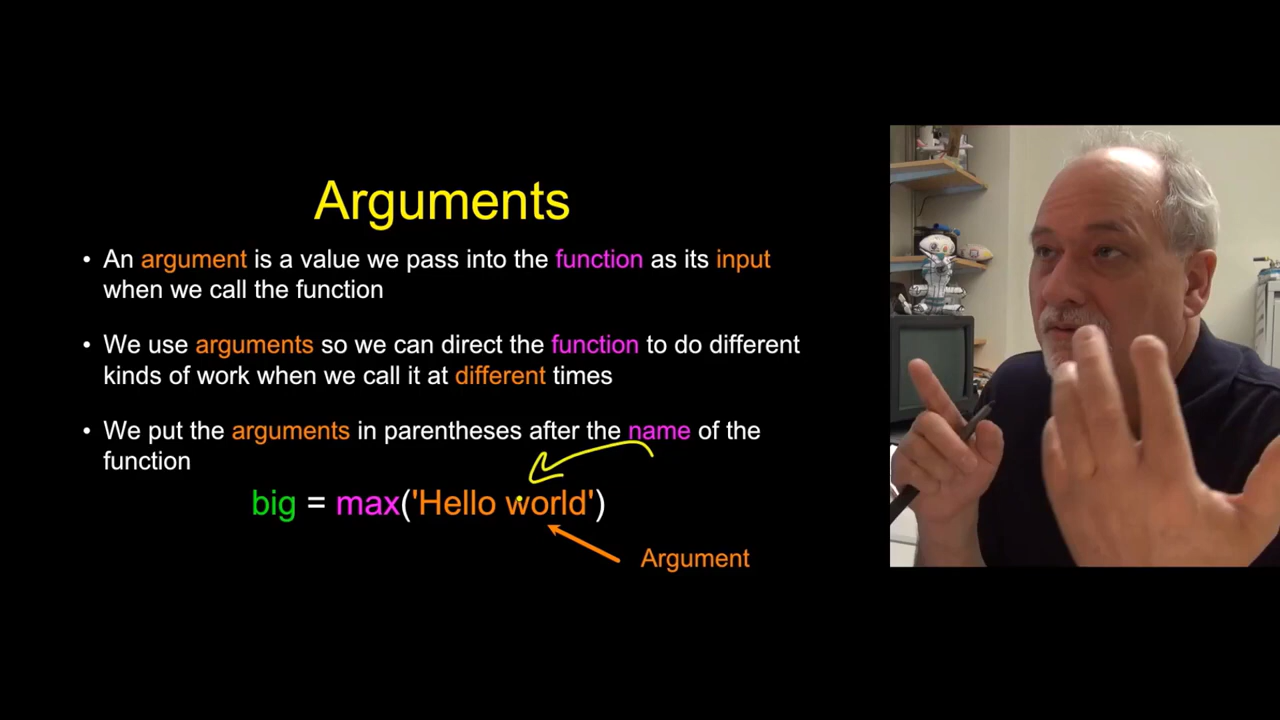 Arguments
• An argument is a value we pass into the function as its input
when we call the function
• We use arguments so we can direct the function to do different
kinds of work when we call it at different times
• We put the arguments in parentheses after the name of the
function
big = max('Hello world')
Argument